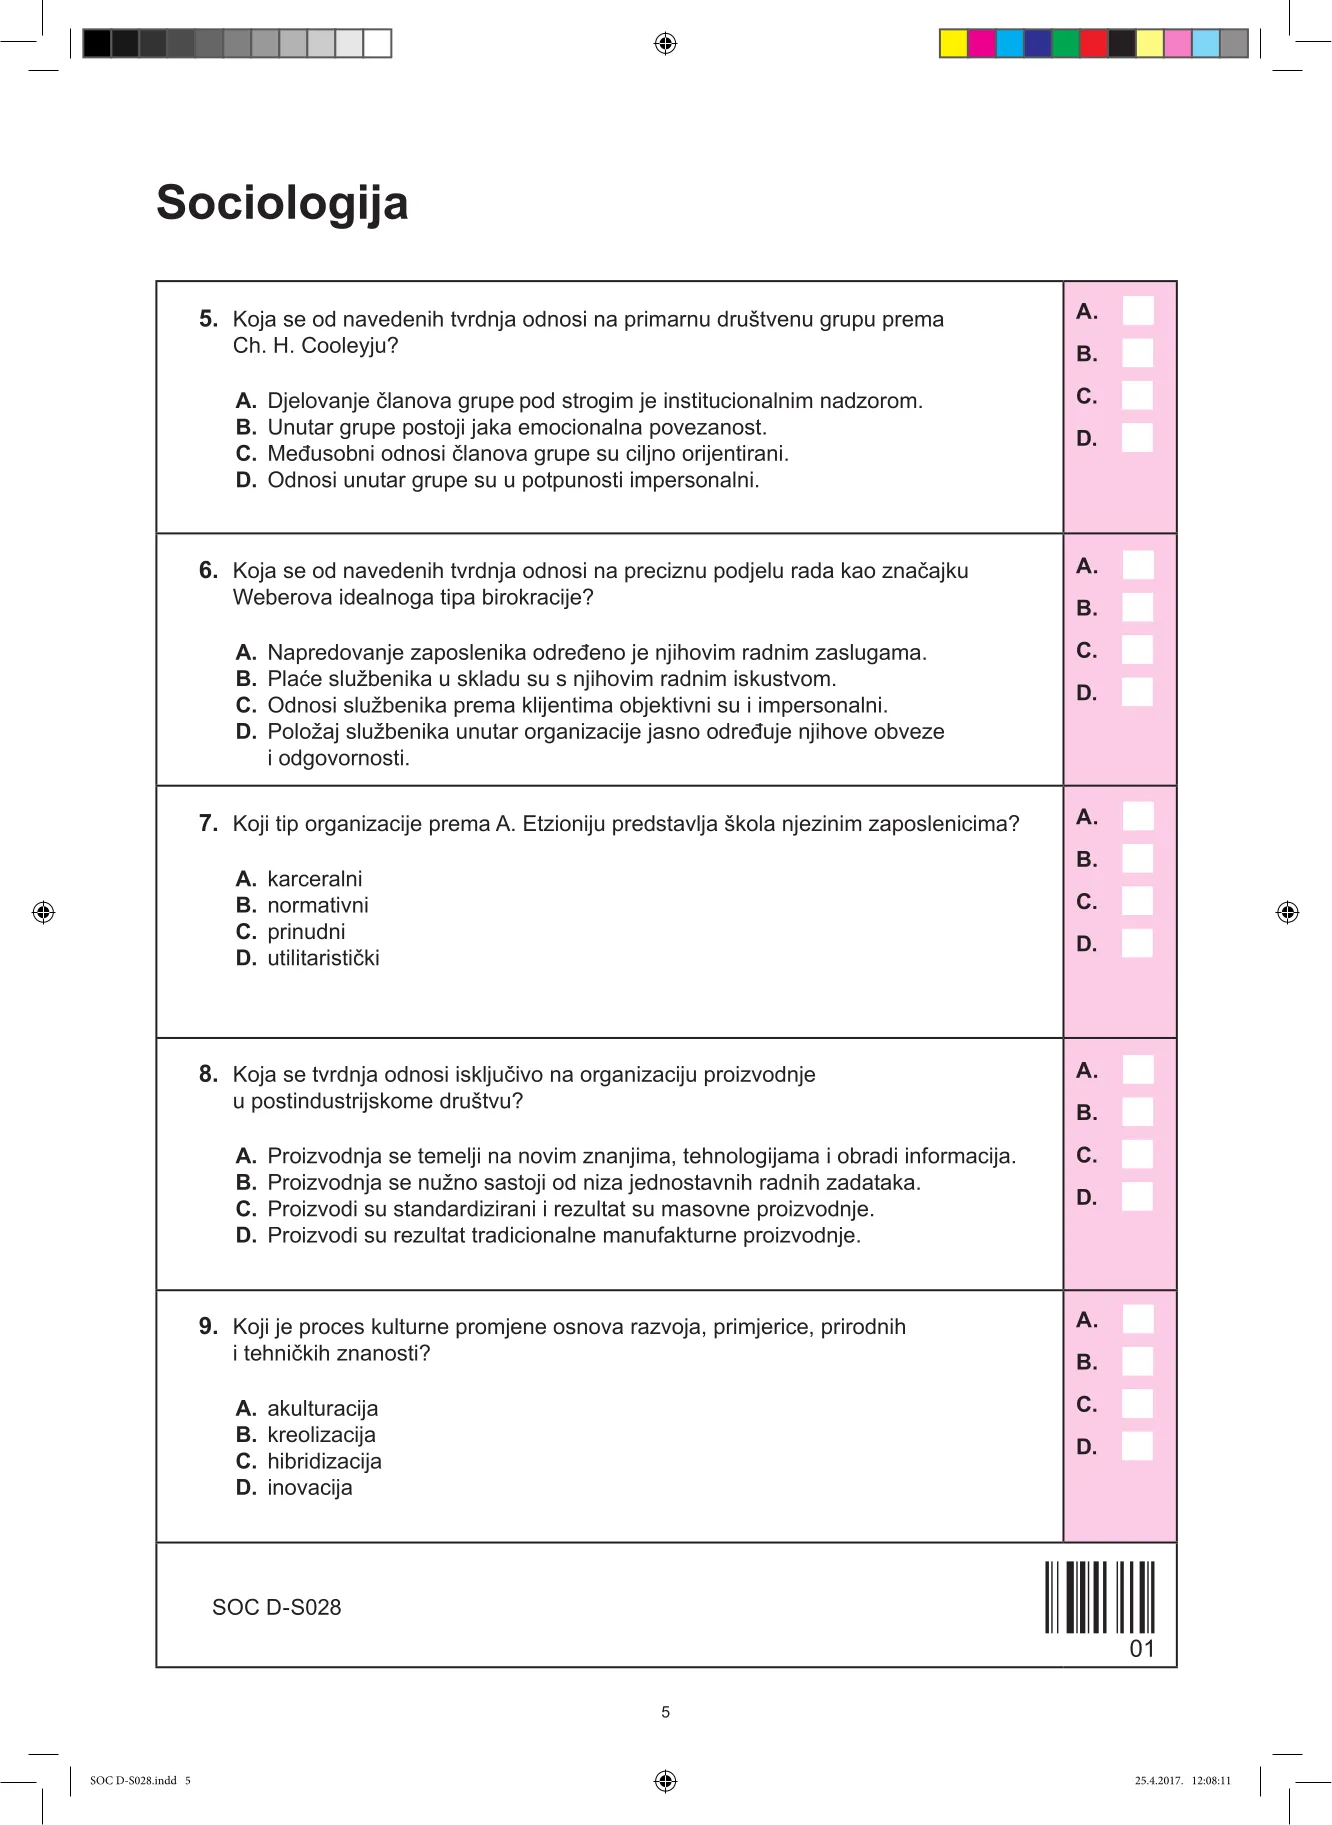 Sociologija
5. Koja se od navedenih tvrdnja odnosi na primarnu društvenu grupu prema
Ch. H. Cooleyju?
A. Djelovanje članova grupe pod strogim je institucionalnim nadzorom.
B. Unutar grupe postoji jaka emocionalna povezanost.
C. Međusobni odnosi članova grupe su ciljno orijentirani.
D. Odnosi unutar grupe su u potpunosti impersonalni.
A.
B.
C.
D.
6. Koja se od navedenih tvrdnja odnosi na preciznu podjelu rada kao značajku
Weberova idealnoga tipa birokracije?
A. Napredovanje zaposlenika određeno je njihovim radnim zaslugama.
B. Plaće službenika u skladu su s njihovim radnim iskustvom.
C. Odnosi službenika prema klijentima objektivni su i impersonalni.
D. Položaj službenika unutar organizacije jasno određuje njihove obveze
i odgovornosti.
A.
B.
C.
D.
7. Koji tip organizacije prema A. Etzioniju predstavlja škola njezinim zaposlenicima?
A. karceralni
B. normativni
C. prinudni
D. utilitaristički
A.
B.
C.
D.
8. Koja se tvrdnja odnosi isključivo na organizaciju proizvodnje
u postindustrijskome društvu?
A. Proizvodnja se temelji na novim znanjima, tehnologijama i obradi informacija.
B. Proizvodnja se nužno sastoji od niza jednostavnih radnih zadataka.
C. Proizvodi su standardizirani i rezultat su masovne proizvodnje.
D. Proizvodi su rezultat tradicionalne manufakturne proizvodnje.
A.
B.
C.
D.
9. Koji je proces kulturne promjene osnova razvoja, primjerice, prirodnih
i tehničkih znanosti?
A. akulturacija
B. kreolizacija
C. hibridizacija
D. inovacija
A.
B.
C.
D.
SOC D-S028
01
5
SOC D-S028.indd 5
25.4.2017. 12:08:11